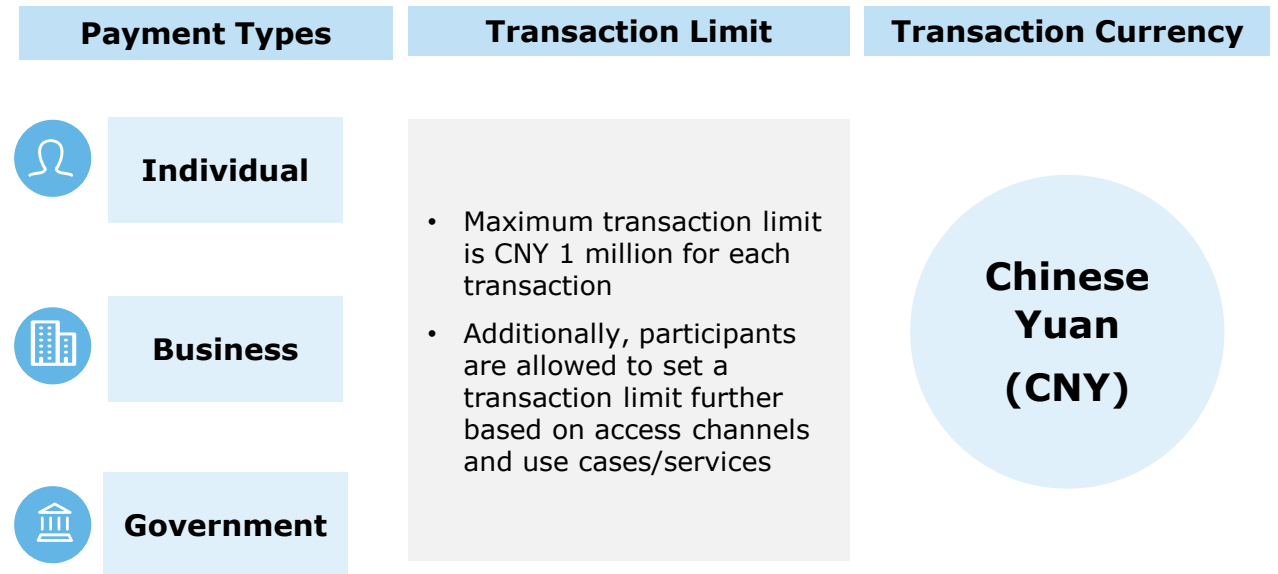 Payment Types
Transaction Limit
Transaction Currency
Individual
Business
Government
• Maximum transaction limit
is CNY 1 million for each
transaction
• Additionally, participants
are allowed to set a
transaction limit further
based on access channels
and use cases/services
Chinese
Yuan
(CNY)